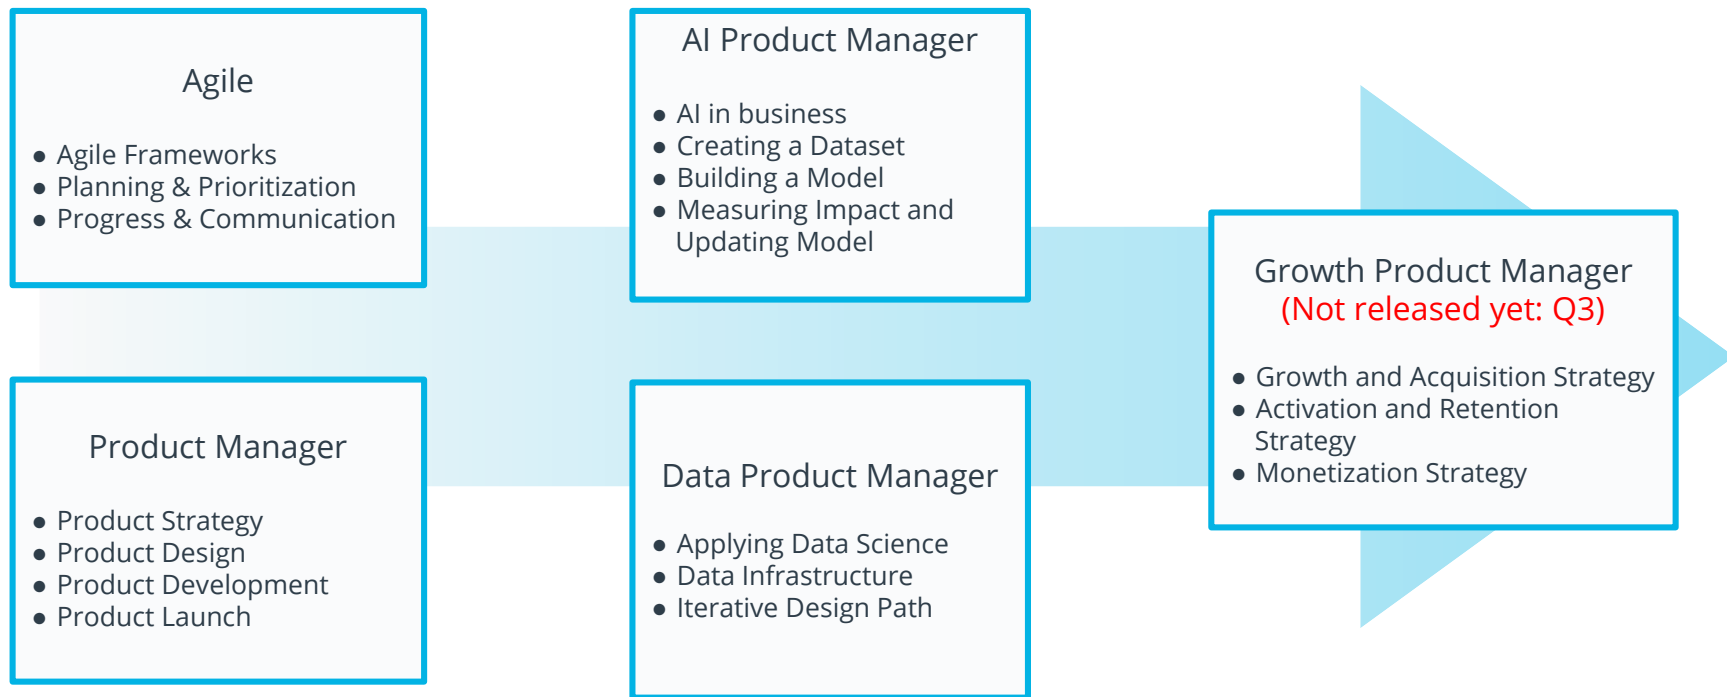 Agile
● Agile Frameworks
● Planning & Prioritization
● Progress & Communication
Product Manager
● Product Strategy
● Product Design
● Product Development
● Product Launch
AI Product Manager
● AI in business
● Creating a Dataset
● Building a Model
● Measuring Impact and
Updating Model
Data Product Manager
● Applying Data Science
● Data Infrastructure
● Iterative Design Path
Growth Product Manager
(Not released yet: Q3)
● Growth and Acquisition Strategy
● Activation and Retention
Strategy
● Monetization Strategy